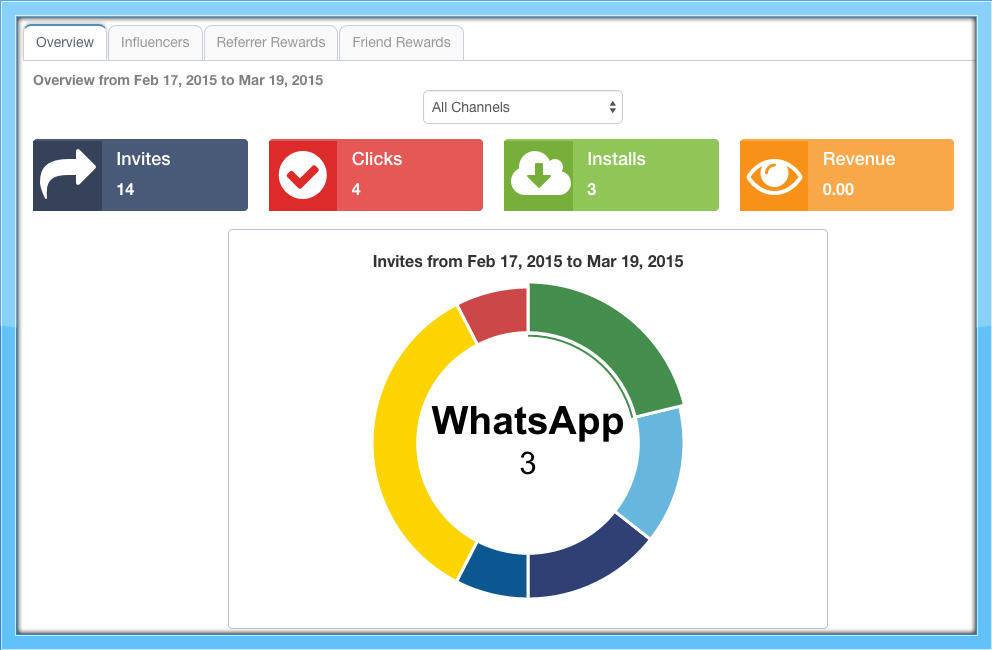 Overview Influencers Referrer Rewards Friend Rewards
Overview from Feb 17, 2015 to Mar 19, 2015
All Channels
Invites
14
Clicks
4
Installs
3
Revenue
0.00
Invites from Feb 17, 2015 to Mar 19, 2015
WhatsApp
3